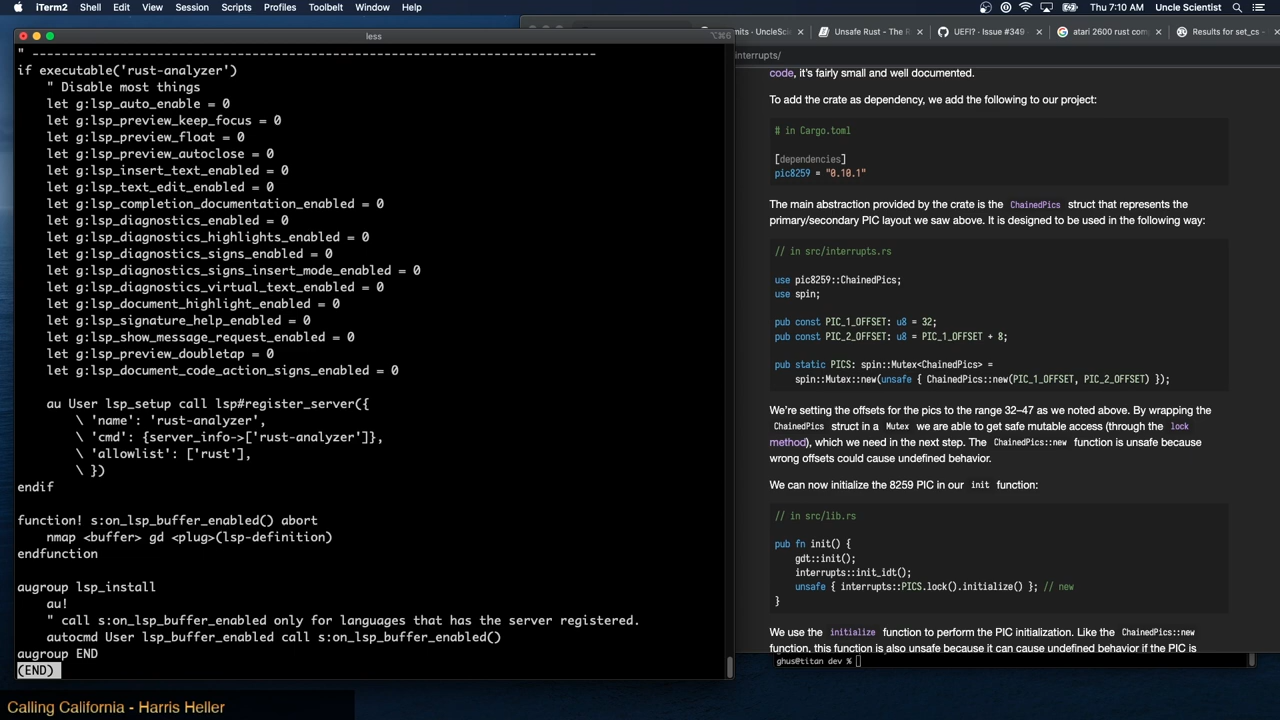 iTerm2 Shell Edit View Session Scripts Profiles Toolbelt Window Help
Thu 7:10 AM Uncle Scientist
less
⌥⌘6
" ------------------------------------------------------------------------------
if executable('rust-analyzer')
" Disable most things
let g:lsp_auto_enable = 0
let g:lsp_preview_keep_focus = 0
let g:lsp_preview_float = 0
let g:lsp_preview_autoclose = 0
let g:lsp_insert_text_enabled = 0
let g:lsp_text_edit_enabled = 0
let g:lsp_completion_documentation_enabled = 0
let g:lsp_diagnostics_enabled = 0
let g:lsp_diagnostics_highlights_enabled = 0
let g:lsp_diagnostics_signs_enabled = 0
let g:lsp_diagnostics_signs_insert_mode_enabled = 0
let g:lsp_diagnostics_virtual_text_enabled = 0
let g:lsp_document_highlight_enabled = 0
let g:lsp_signature_help_enabled = 0
let g:lsp_show_message_request_enabled = 0
let g:lsp_preview_doubletap = 0
let g:lsp_document_code_action_signs_enabled = 0
au User lsp_setup call lsp#register_server({
\ 'name': 'rust-analyzer',
\ 'cmd': {server_info->['rust-analyzer']},
\ 'allowlist': ['rust'],
\ })
endif
function! s:on_lsp_buffer_enabled() abort
nmap <buffer> gd <plug>(lsp-definition)
endfunction
augroup lsp_install
au!
" call s:on_lsp_buffer_enabled only for languages that has the server registered.
autocmd User lsp_buffer_enabled call s:on_lsp_buffer_enabled()
augroup END
(END)
mits · UncleScie
Unsafe Rust - The R
UEFI? · Issue #349
atari 2600 rust com
Results for set_cs -
interrupts/
code, it's fairly small and well documented.
To add the crate as dependency, we add the following to our project:
# in Cargo.toml
[dependencies]
pic8259 = "0.10.1"
The main abstraction provided by the crate is the ChainedPics struct that represents the
primary/secondary PIC layout we saw above. It is designed to be used in the following way:
// in src/interrupts.rs
use pic8259::ChainedPics;
use spin;
pub const PIC_1_OFFSET: u8 = 32;
pub const PIC_2_OFFSET: u8 = PIC_1_OFFSET + 8;
pub static PICS: spin::Mutex<ChainedPics> =
spin::Mutex::new(unsafe { ChainedPics::new(PIC_1_OFFSET, PIC_2_OFFSET) });
We're setting the offsets for the pics to the range 32–47 as we noted above. By wrapping the
ChainedPics struct in a Mutex we are able to get safe mutable access (through the lock
method), which we need in the next step. The ChainedPics::new function is unsafe because
wrong offsets could cause undefined behavior.
We can now initialize the 8259 PIC in our init function:
// in src/lib.rs
pub fn init() {
gdt::init();
interrupts::init_idt();
unsafe { interrupts::PICS.lock().initialize() }; // new
}
We use the initialize function to perform the PIC initialization. Like the ChainedPics::new
function, this function is also unsafe because it can cause undefined behavior if the PIC is
ghus@titan dev %
Calling California - Harris Heller